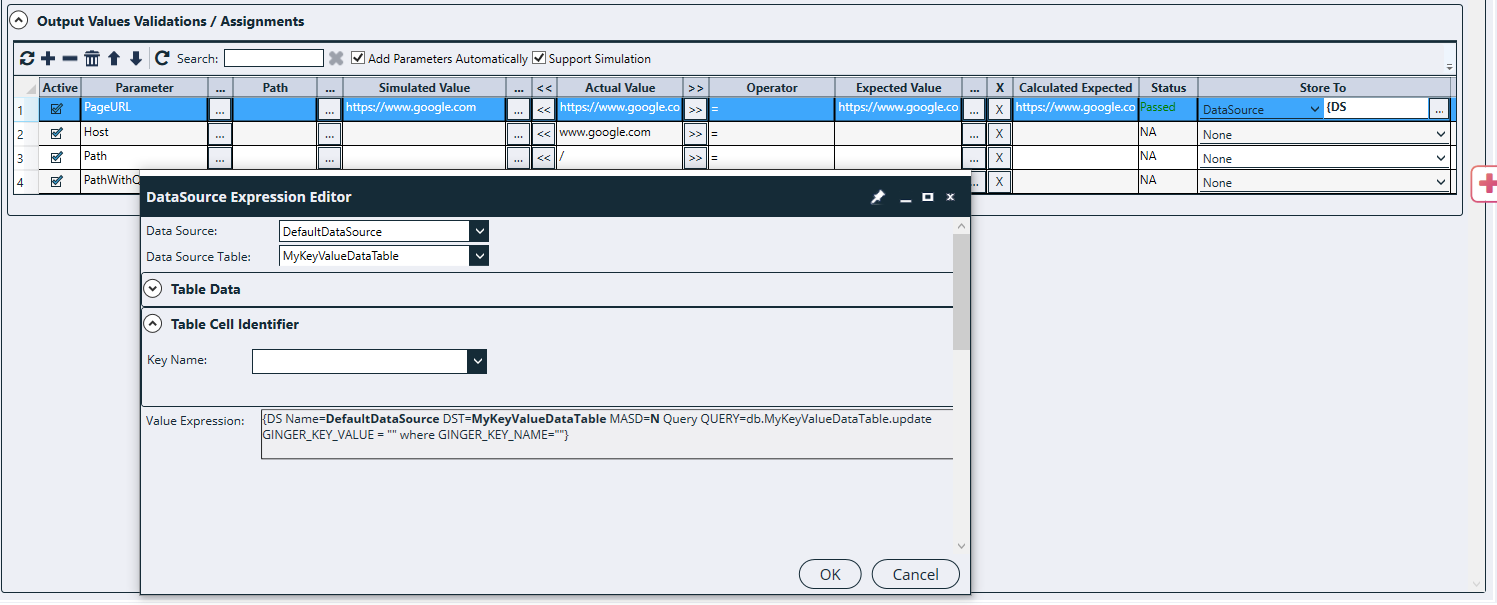 Output Values Validations / Assignments
Search: Add Parameters Automatically Support Simulation
Active Parameter ... Path ... Simulated Value ... << Actual Value >> Operator Expected Value ... X Calculated Expected Status Store To
1 PageURL ... ... https://www.google.com ... << https://www.google.co >> = https://www.google.co ... X https://www.google.co Passed DataSource {DS ...
2 Host ... ... ... << www.google.com >> = ... X NA None
3 Path ... ... ... << / >> = ... X NA None
4 PathWithQ ... X NA None
DataSource Expression Editor
Data Source: DefaultDataSource
Data Source Table: MyKeyValueDataTable
Table Data
Table Cell Identifier
Key Name:
Value Expression: {DS Name=DefaultDataSource DST=MyKeyValueDataTable MASD=N Query QUERY=db.MyKeyValueDataTable.update
GINGER_KEY_VALUE = "" where GINGER_KEY_NAME=""}
OK Cancel